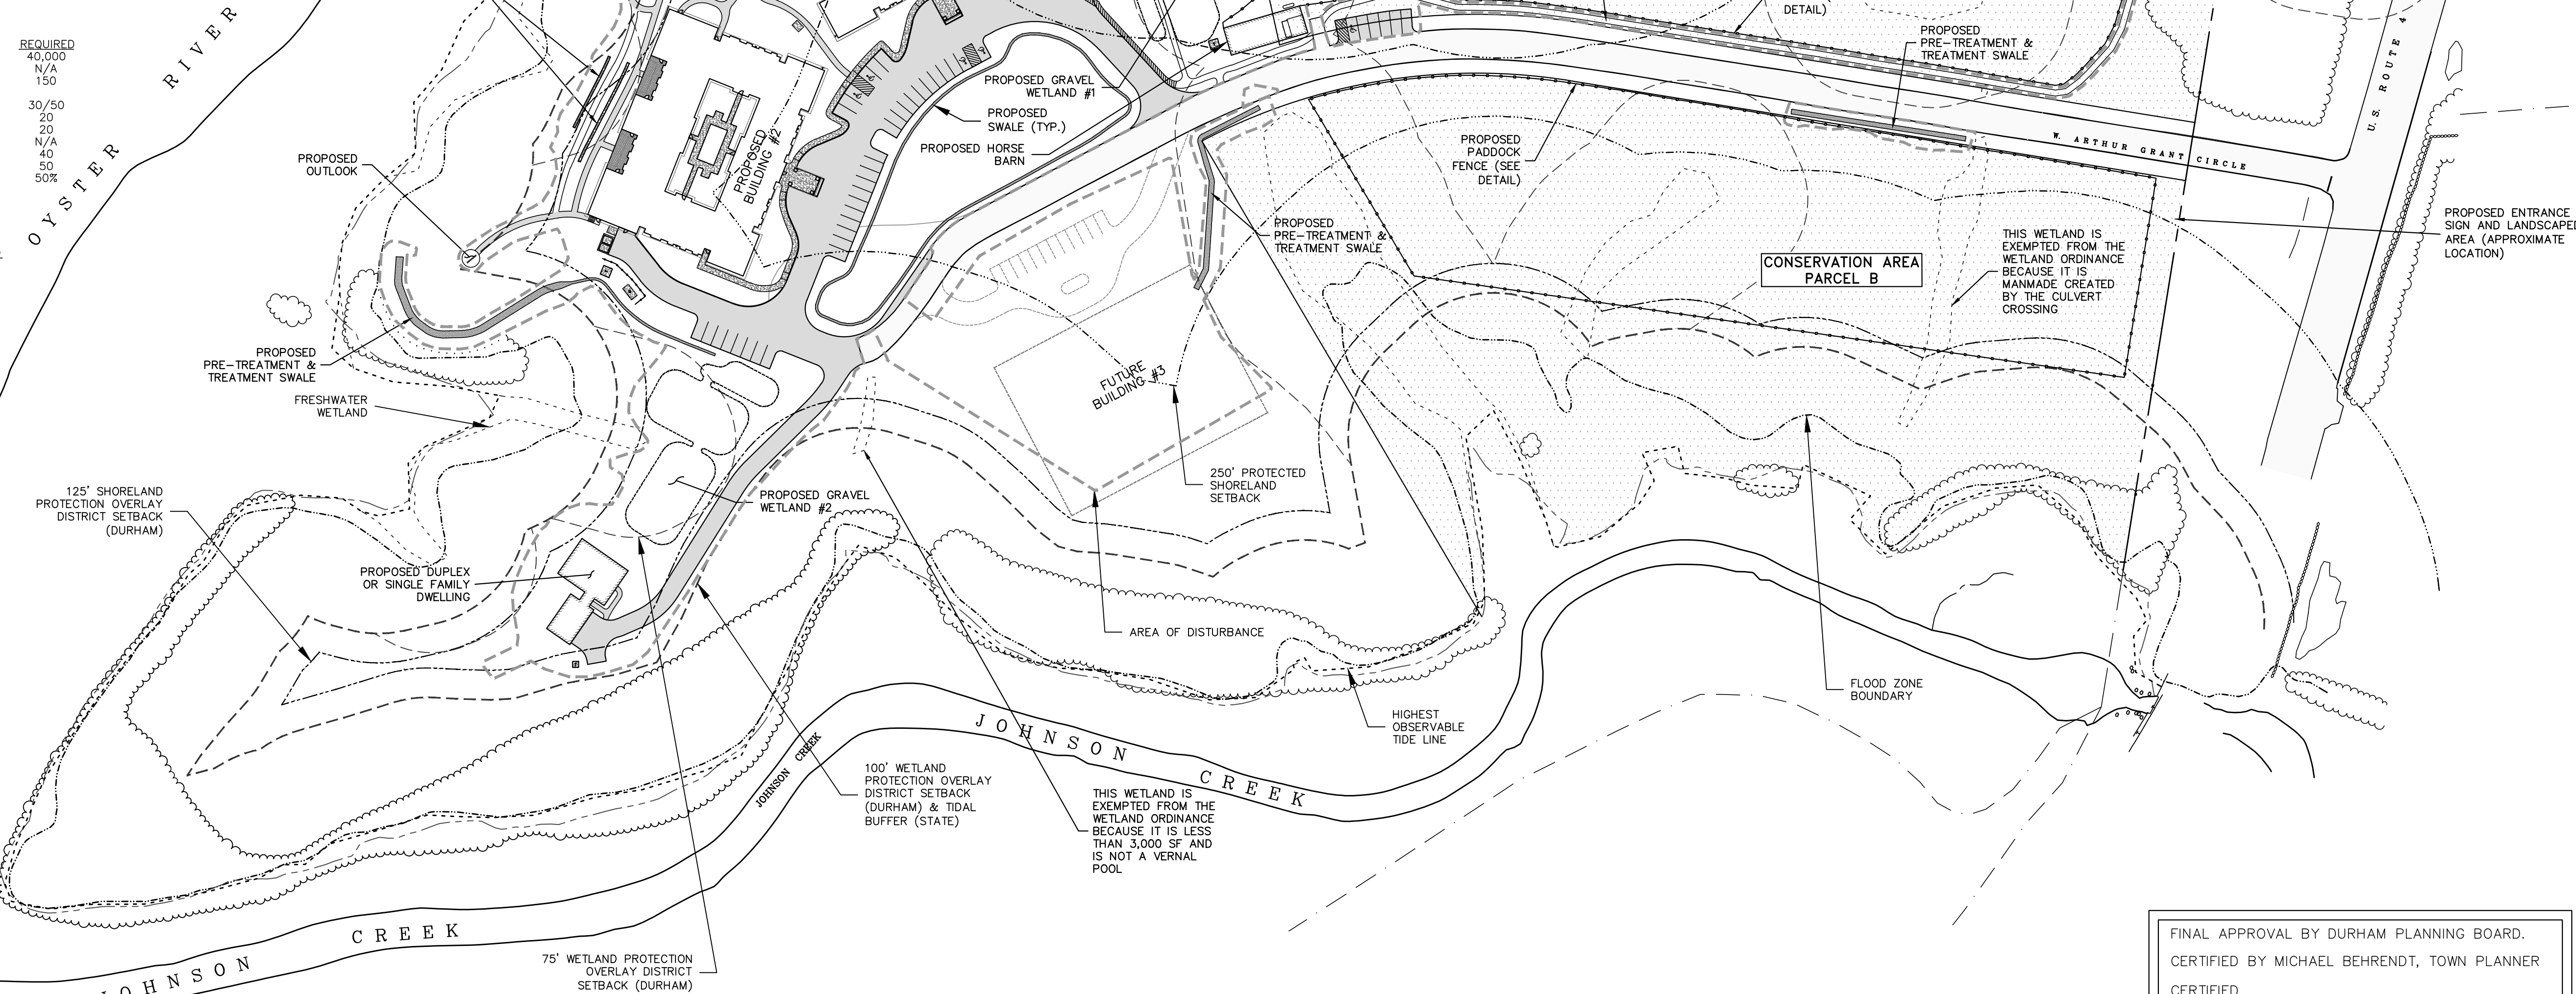 REQUIRED
40,000
N/A
150
30/50
20
20
N/A
40
50
50%
OYSTER RIVER
PROPOSED
OUTLOOK
PROPOSED
BUILDING #2
PROPOSED GRAVEL
WETLAND #1
PROPOSED
SWALE (TYP.)
PROPOSED HORSE
BARN
DETAIL)
PROPOSED
PRE-TREATMENT &
TREATMENT SWALE
U.S. ROUTE 4
W. ARTHUR GRANT CIRCLE
PROPOSED
PADDOCK
FENCE (SEE
DETAIL)
PROPOSED
PRE-TREATMENT &
TREATMENT SWALE
CONSERVATION AREA
PARCEL B
THIS WETLAND IS
EXEMPTED FROM THE
WETLAND ORDINANCE
BECAUSE IT IS
MANMADE CREATED
BY THE CULVERT
CROSSING
PROPOSED ENTRANCE
SIGN AND LANDSCAPED
AREA (APPROXIMATE
LOCATION)
PROPOSED
PRE-TREATMENT &
TREATMENT SWALE
FRESHWATER
WETLAND
FUTURE
BUILDING #3
125' SHORELAND
PROTECTION OVERLAY
DISTRICT SETBACK
(DURHAM)
PROPOSED GRAVEL
WETLAND #2
250' PROTECTED
SHORELAND
SETBACK
PROPOSED DUPLEX
OR SINGLE FAMILY
DWELLING
AREA OF DISTURBANCE
FLOOD ZONE
BOUNDARY
HIGHEST
OBSERVABLE
TIDE LINE
JOHNSON CREEK
JOHNSON CREEK
100' WETLAND
PROTECTION OVERLAY
DISTRICT SETBACK
(DURHAM) & TIDAL
BUFFER (STATE)
THIS WETLAND IS
EXEMPTED FROM THE
WETLAND ORDINANCE
BECAUSE IT IS LESS
THAN 3,000 SF AND
IS NOT A VERNAL
POOL
JOHNSON CREEK
75' WETLAND PROTECTION
OVERLAY DISTRICT
SETBACK (DURHAM)
FINAL APPROVAL BY DURHAM PLANNING BOARD.
CERTIFIED BY MICHAEL BEHRENDT, TOWN PLANNER
CERTIFIED